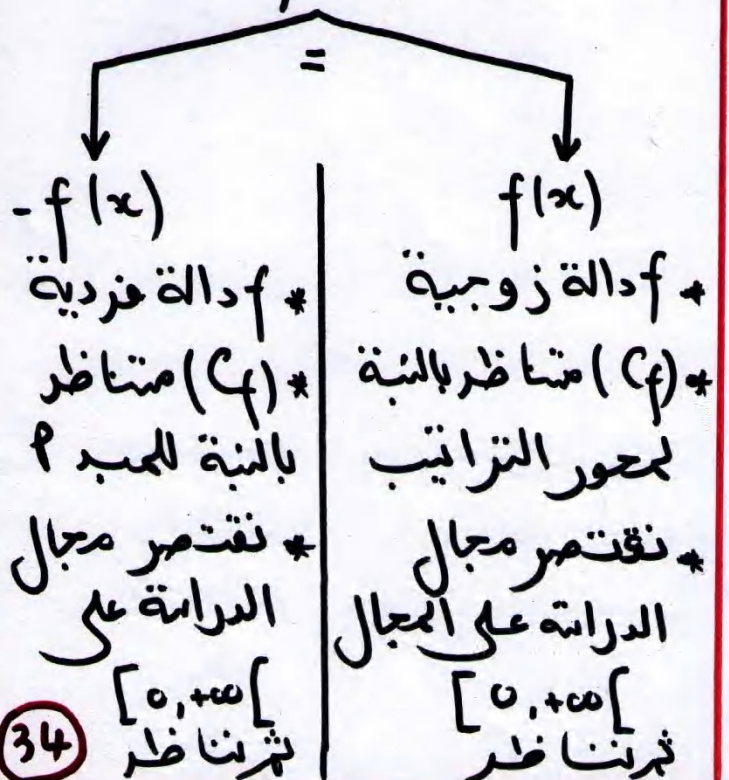 =
f(x)
* f دالة زوجية
* (Cf) متناظر بالنسبة
لمحور التراتيب
* نقتصر مجال
الدراسة على المجال
[0,+∞[
ثم نناظر
-f(x)
* f دالة فردية
* (Cf) متناظر
بالنسبة للمبدأ
* نقتصر مجال
الدراسة على
[0,+∞[
ثم نناظر
34